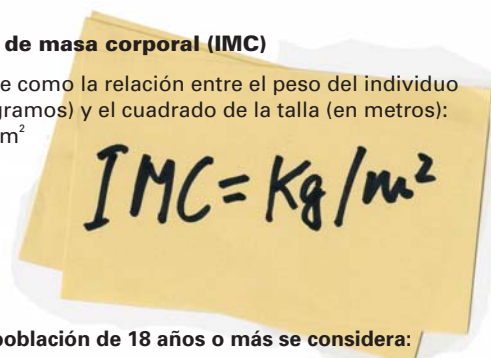 de masa corporal (IMC)
e como la relación entre el peso del individuo
gramos) y el cuadrado de la talla (en metros):
m²
IMC=Kg/m²
población de 18 años o más se considera: